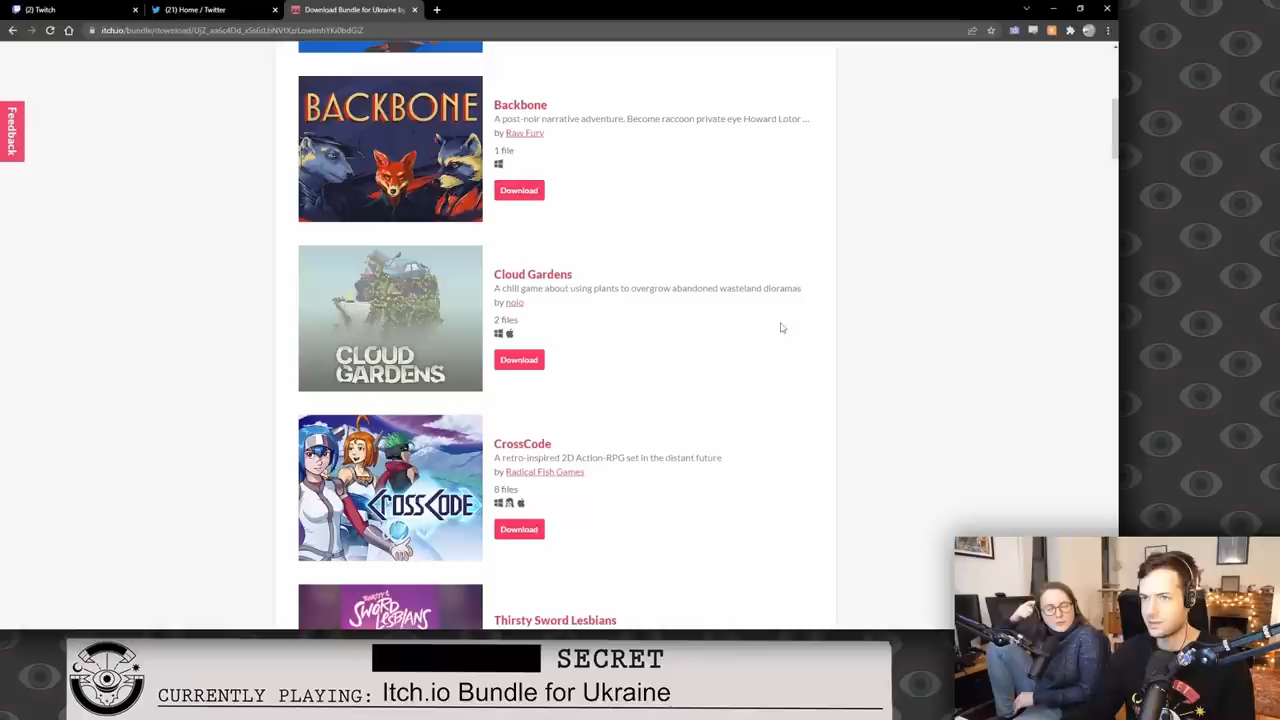 (2) Twitch
(21) Home / Twitter
Download Bundle for Ukraine by
Feedback
BACKBONE
Backbone
A post-noir narrative adventure. Become raccoon private eye Howard Lotor ...
by Raw Fury
1 file
Download
CLOUD
GARDENS
Cloud Gardens
A chill game about using plants to overgrow abandoned wasteland dioramas
by noio
2 files
Download
CROSSCODE
CrossCode
A retro-inspired 2D Action-RPG set in the distant future
by Radical Fish Games
8 files
Download
THIRSTY
SWORD
LESBIANS
Thirsty Sword Lesbians
SECRET
CURRENTLY PLAYING: Itch.io Bundle for Ukraine